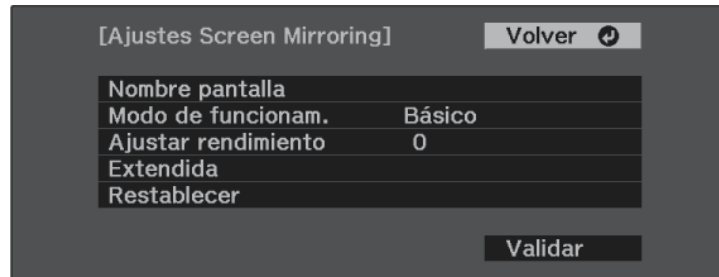 [Ajustes Screen Mirroring] Volver
Nombre pantalla
Modo de funcionam. Básico
Ajustar rendimiento 0
Extendida
Restablecer
Validar